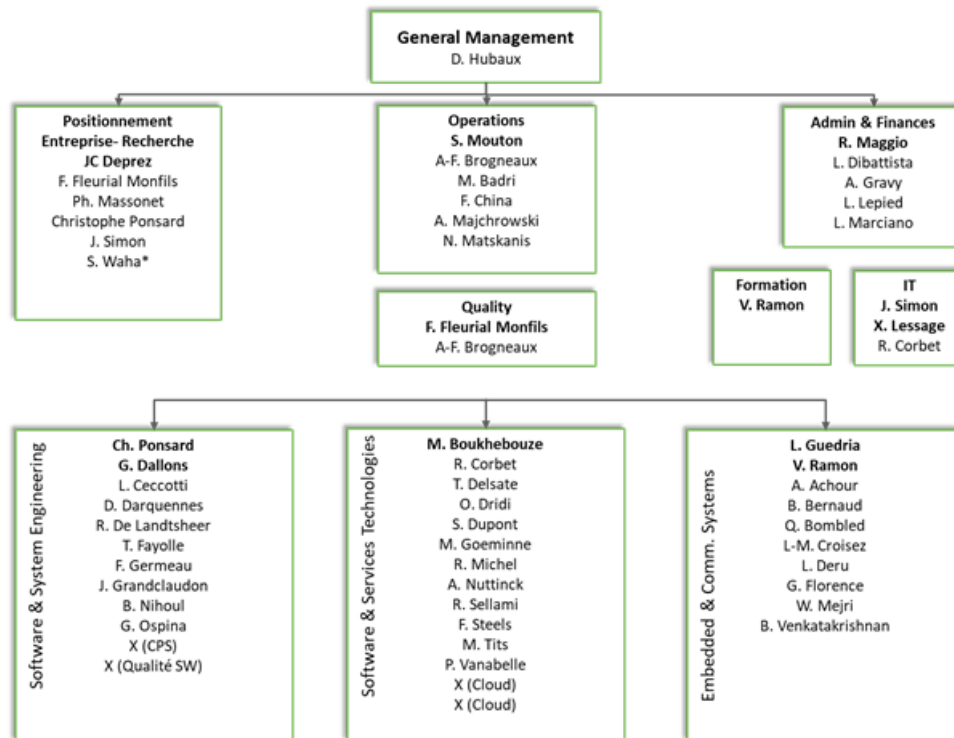 General Management
D. Hubaux
Positionnement
Entreprise- Recherche
JC Deprez
F. Fleurial Monfils
Ph. Massonet
Christophe Ponsard
J. Simon
S. Waha*
Operations
S. Mouton
A-F. Brogneaux
M. Badri
F. China
A. Majchrowski
N. Matskanis
Admin & Finances
R. Maggio
L. Dibattista
A. Gravy
L. Lepied
L. Marciano
Quality
F. Fleurial Monfils
A-F. Brogneaux
Formation
V. Ramon
IT
J. Simon
X. Lessage
R. Corbet
Software & System Engineering
Ch. Ponsard
G. Dallons
L. Ceccotti
D. Darquennes
R. De Landtsheer
T. Fayolle
F. Germeau
J. Grandclaudon
B. Nihoul
G. Ospina
X (CPS)
X (Qualité SW)
Software & Services Technologies
M. Boukhebouze
R. Corbet
T. Delsate
O. Dridi
S. Dupont
M. Goeminne
R. Michel
A. Nuttinck
R. Sellami
F. Steels
M. Tits
P. Vanabelle
X (Cloud)
X (Cloud)
Embedded & Comm. Systems
L. Guedria
V. Ramon
A. Achour
B. Bernaud
Q. Bombled
L-M. Croisez
L. Deru
G. Florence
W. Mejri
B. Venkatakrishnan